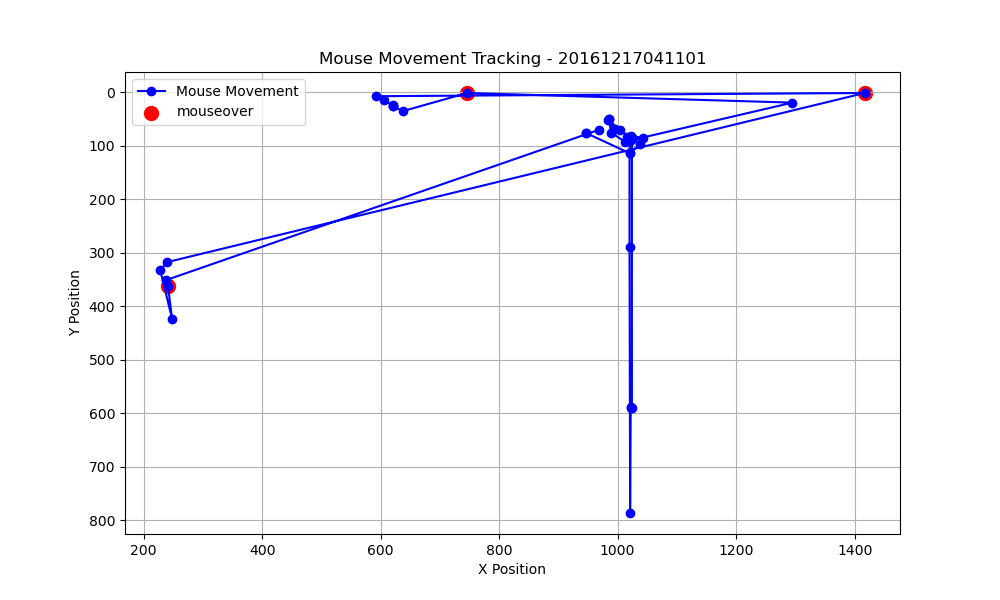 Mouse Movement Tracking - 20161217041101
Mouse Movement
mouseover
0
100
200
300
400
500
600
700
800
Y Position
200 400 600 800 1000 1200 1400
X Position